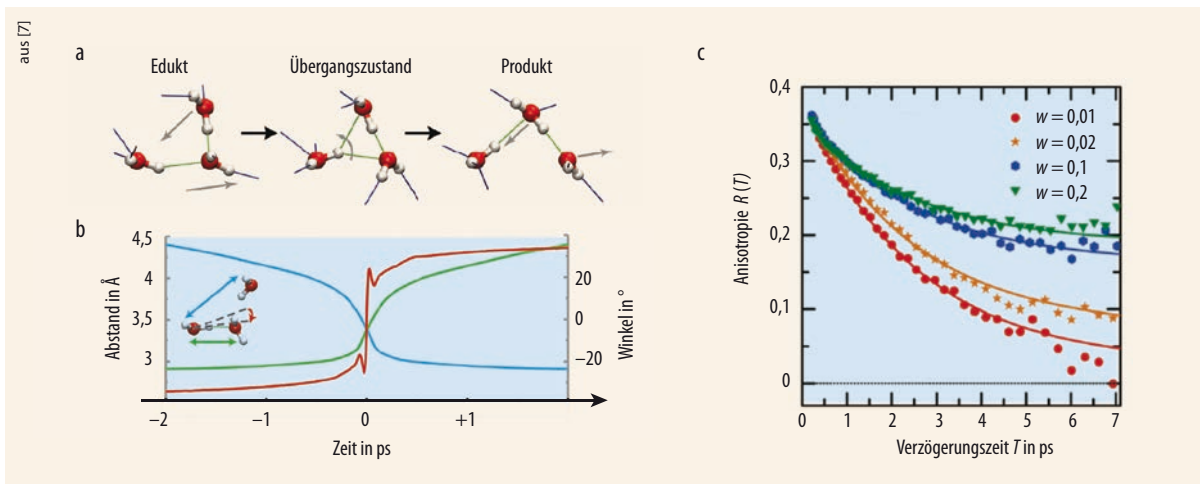 aus [7]
a
Edukt
Übergangszustand
Produkt
b
4,5
4
3,5
3
Abstand in Å
20
0
−20
Winkel in °
−2
−1
0
+1
Zeit in ps
c
0,4
0,3
0,2
0,1
0
Anisotropie R (T)
w = 0,01
w = 0,02
w = 0,1
w = 0,2
0 1 2 3 4 5 6 7
Verzögerungszeit T in ps